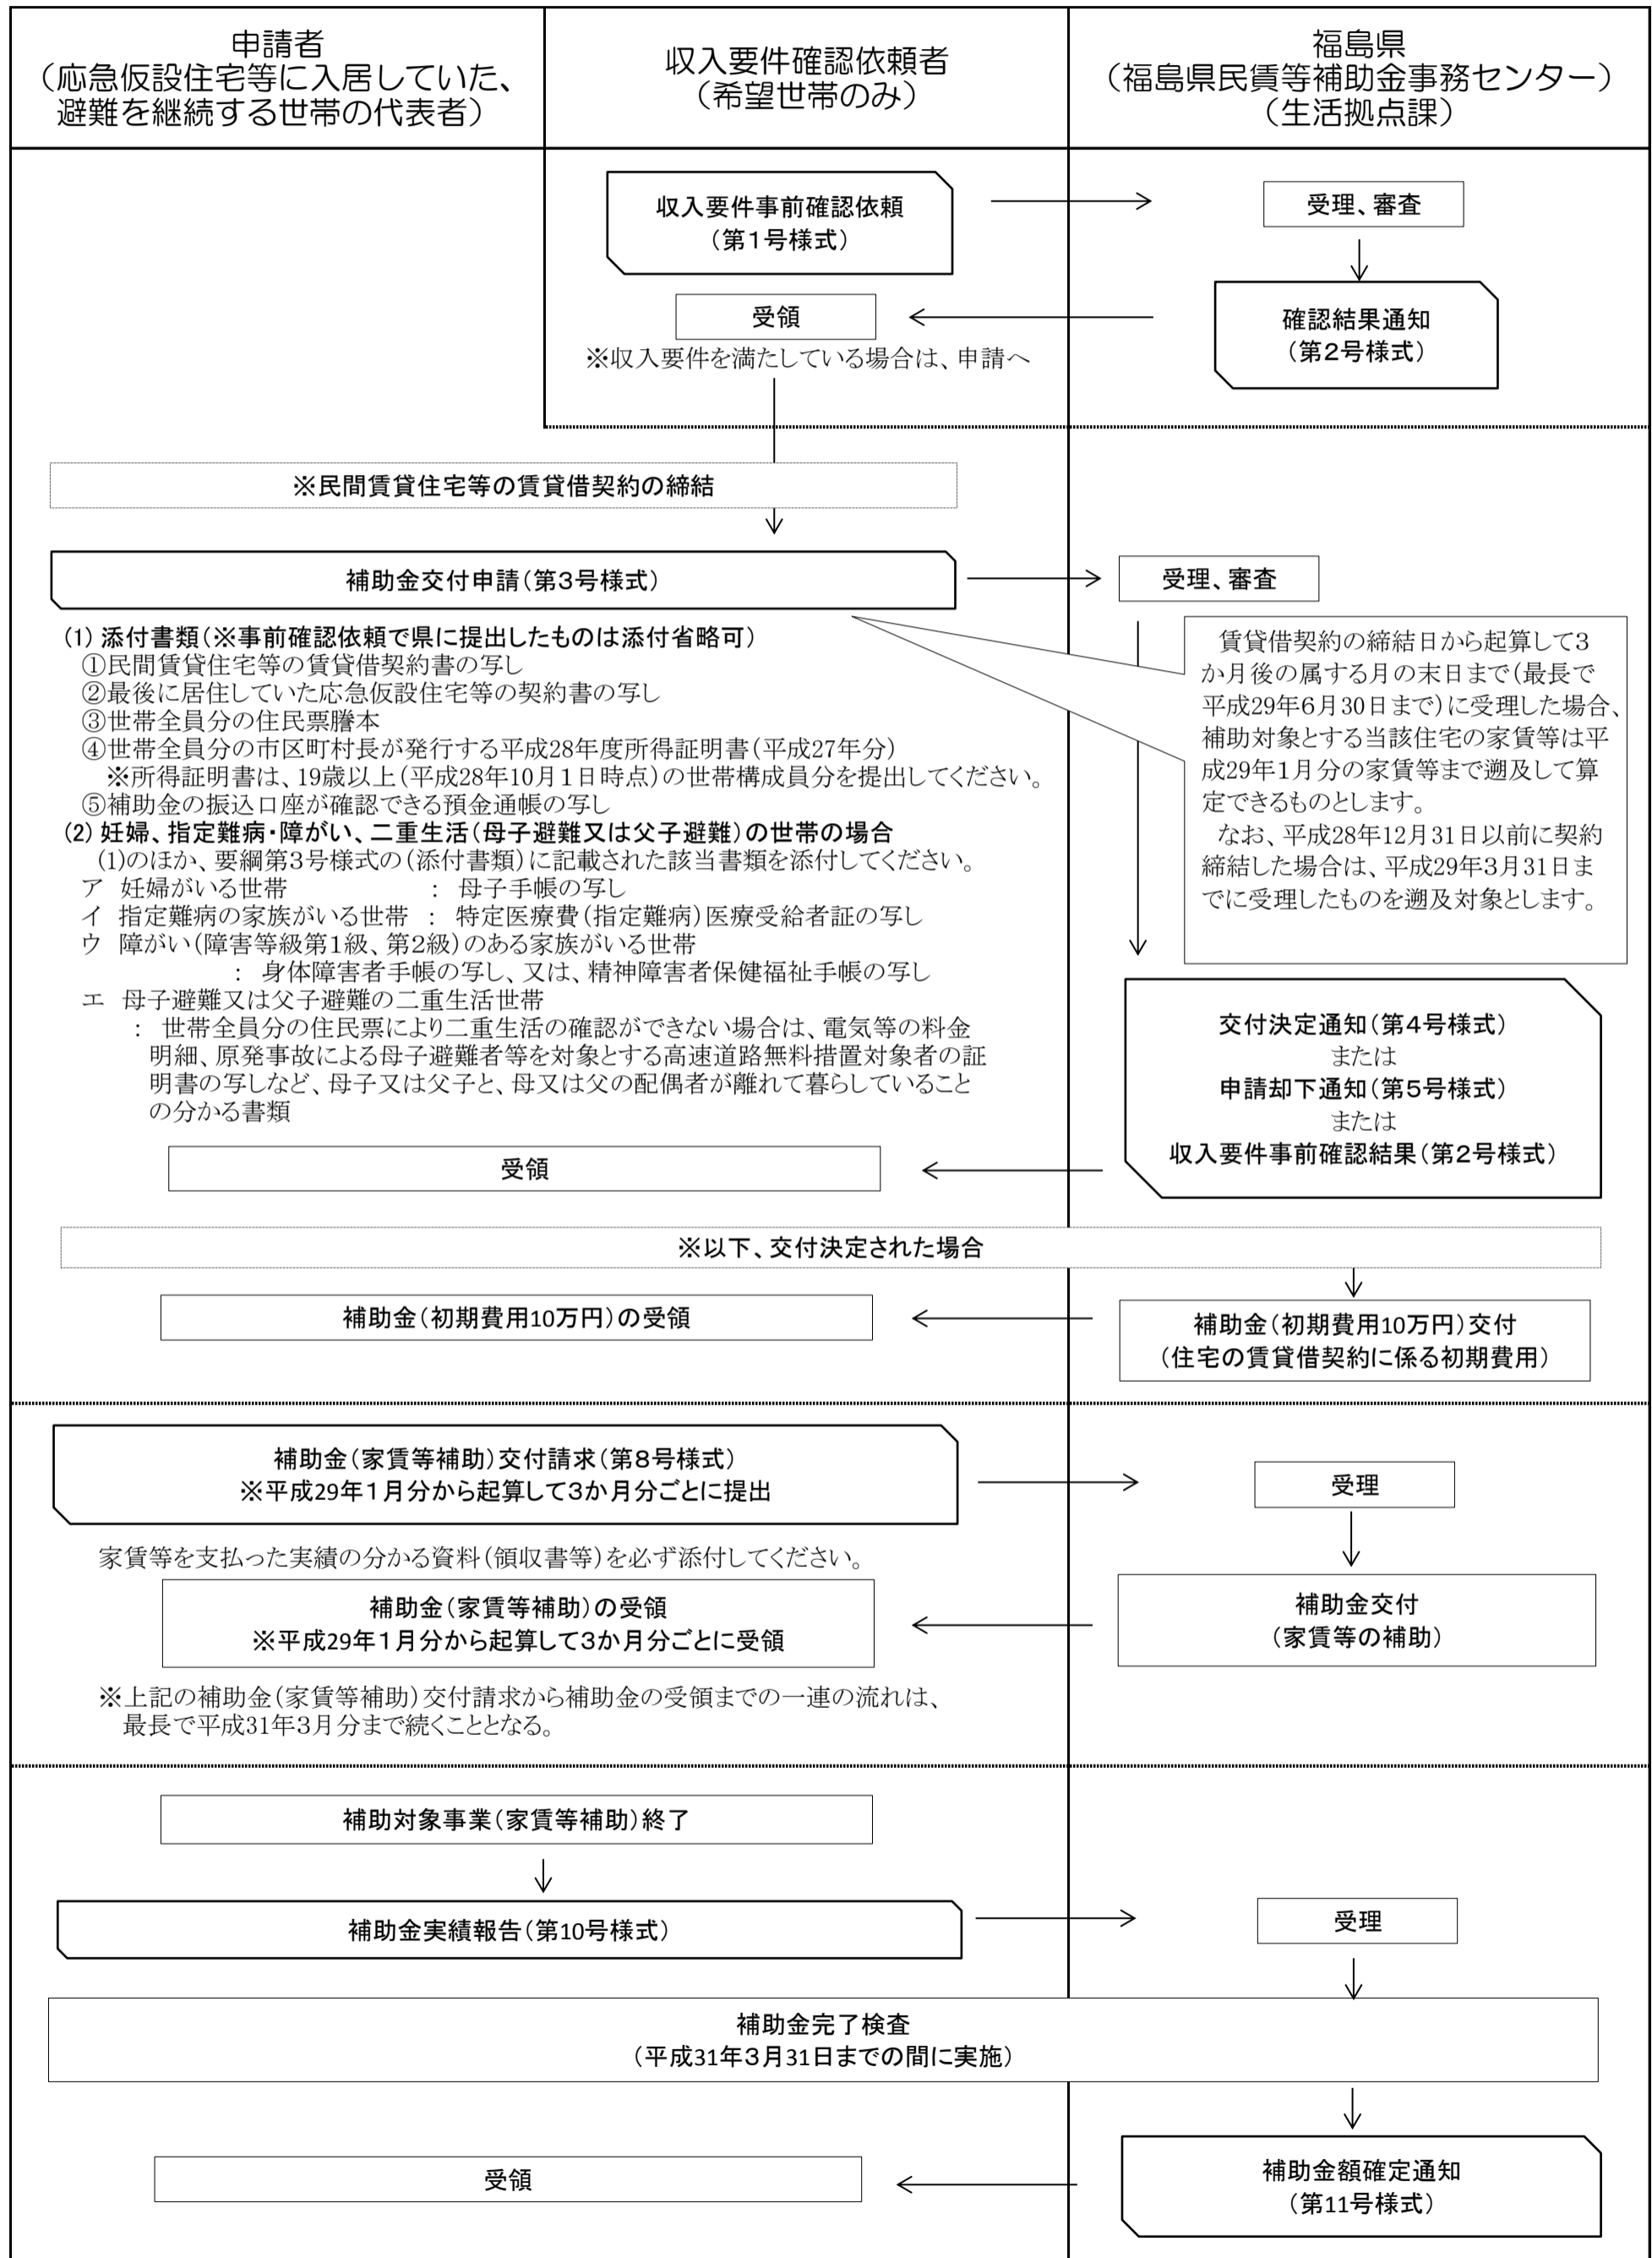 申請者
（応急仮設住宅等に入居していた、
避難を継続する世帯の代表者）
収入要件確認依頼者
（希望世帯のみ）
福島県
（福島県民賃等補助金事務センター）
（生活拠点課）
収入要件事前確認依頼
（第１号様式）
受理、審査
確認結果通知
（第２号様式）
受領
※収入要件を満たしている場合は、申請へ
※民間賃貸住宅等の賃貸借契約の締結
補助金交付申請（第３号様式）
受理、審査
(1) 添付書類（※事前確認依頼で県に提出したものは添付省略可）
①民間賃貸住宅等の賃貸借契約書の写し
②最後に居住していた応急仮設住宅等の契約書の写し
③世帯全員分の住民票謄本
④世帯全員分の市区町村長が発行する平成28年度所得証明書（平成27年分）
※所得証明書は、19歳以上（平成28年10月１日時点）の世帯構成員分を提出してください。
⑤補助金の振込口座が確認できる預金通帳の写し
(2) 妊婦、指定難病・障がい、二重生活（母子避難又は父子避難）の世帯の場合
(1)のほか、要綱第３号様式の（添付書類）に記載された該当書類を添付してください。
ア 妊婦がいる世帯 ： 母子手帳の写し
イ 指定難病の家族がいる世帯 ： 特定医療費（指定難病）医療受給者証の写し
ウ 障がい（障害等級第１級、第２級）のある家族がいる世帯
： 身体障害者手帳の写し、又は、精神障害者保健福祉手帳の写し
エ 母子避難又は父子避難の二重生活世帯
： 世帯全員分の住民票により二重生活の確認ができない場合は、電気等の料金
明細、原発事故による母子避難者等を対象とする高速道路無料措置対象者の証
明書の写しなど、母子又は父子と、母又は父の配偶者が離れて暮らしていること
の分かる書類
賃貸借契約の締結日から起算して３
か月後の属する月の末日まで（最長で
平成29年６月30日まで）に受理した場合、
補助対象とする当該住宅の家賃等は平
成29年１月分の家賃等まで遡及して算
定できるものとします。
なお、平成28年12月31日以前に契約
締結した場合は、平成29年３月31日ま
でに受理したものを遡及対象とします。
交付決定通知（第４号様式）
または
申請却下通知（第５号様式）
または
収入要件事前確認結果（第２号様式）
受領
※以下、交付決定された場合
補助金（初期費用10万円）の受領
補助金（初期費用10万円）交付
（住宅の賃貸借契約に係る初期費用）
補助金（家賃等補助）交付請求（第８号様式）
※平成29年１月分から起算して３か月分ごとに提出
受理
家賃等を支払った実績の分かる資料（領収書等）を必ず添付してください。
補助金（家賃等補助）の受領
※平成29年１月分から起算して３か月分ごとに受領
補助金交付
（家賃等の補助）
※上記の補助金（家賃等補助）交付請求から補助金の受領までの一連の流れは、
最長で平成31年３月分まで続くこととなる。
補助対象事業（家賃等補助）終了
補助金実績報告（第10号様式）
受理
補助金完了検査
（平成31年３月31日までの間に実施）
受領
補助金額確定通知
（第11号様式）